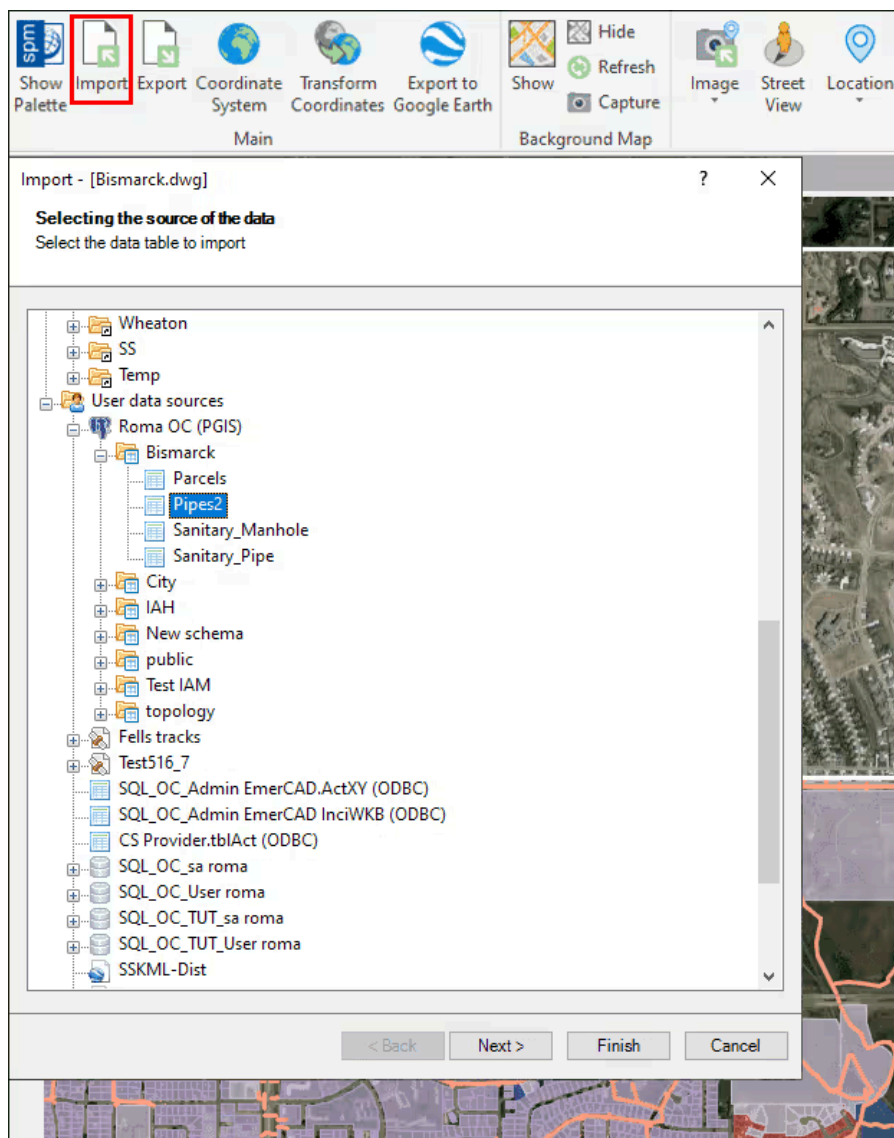 spm
Show Palette
Import
Export
Coordinate System
Transform Coordinates
Export to Google Earth
Main
Show
Hide
Refresh
Capture
Background Map
Image
Street View
Location
Import - [Bismarck.dwg]
?
Selecting the source of the data
Select the data table to import
Wheaton
SS
Temp
User data sources
Roma OC (PGIS)
Bismarck
Parcels
Pipes2
Sanitary_Manhole
Sanitary_Pipe
City
IAH
New schema
public
Test IAM
topology
Fells tracks
Test516_7
SQL_OC_Admin EmerCAD.ActXY (ODBC)
SQL_OC_Admin EmerCAD InciWKB (ODBC)
CS Provider.tblAct (ODBC)
SQL_OC_sa roma
SQL_OC_User roma
SQL_OC_TUT_sa roma
SQL_OC_TUT_User roma
SSKML-Dist
< Back
Next >
Finish
Cancel